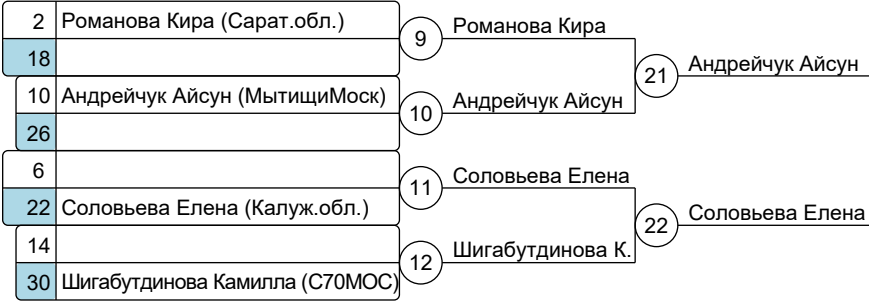 2 Романова Кира (Сарат.обл.)
18
9 Романова Кира
10 Андрейчук Айсун (МытищиМоск)
26
10 Андрейчук Айсун
21 Андрейчук Айсун
6
22 Соловьева Елена (Калуж.обл.)
11 Соловьева Елена
14
30 Шигабутдинова Камилла (С70МОС)
12 Шигабутдинова К.
22 Соловьева Елена